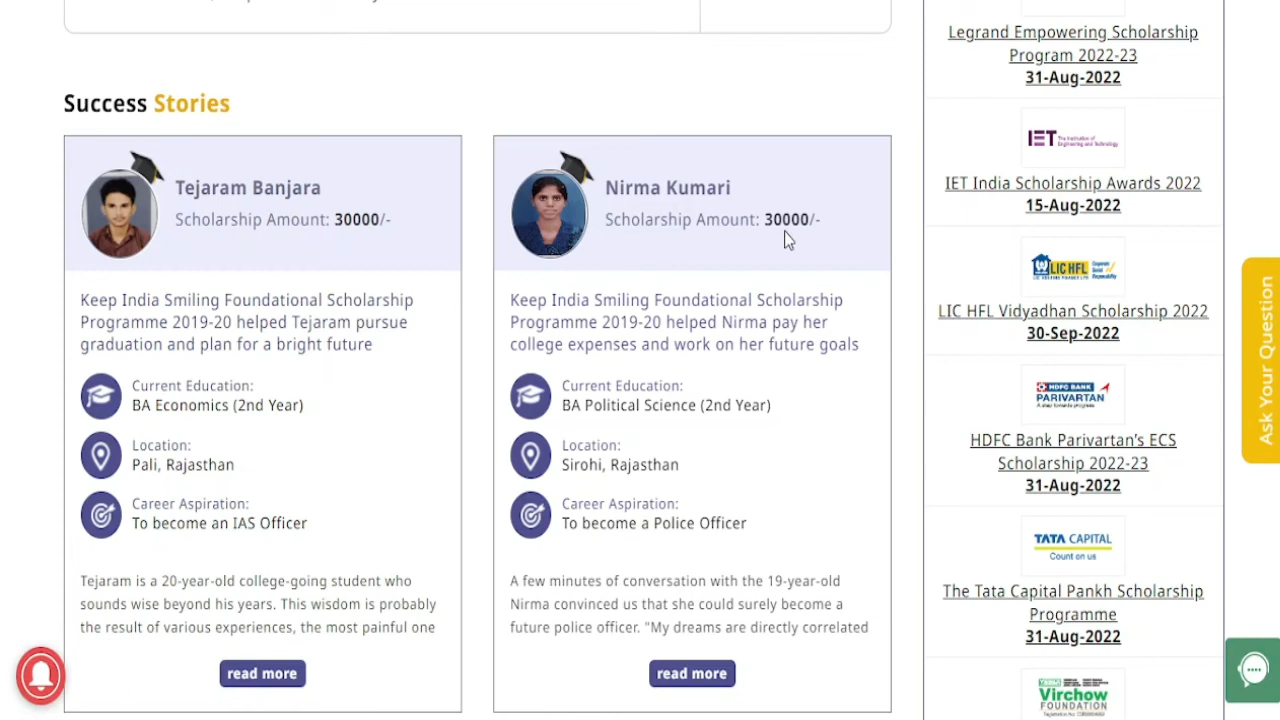 Success Stories
Tejaram Banjara
Scholarship Amount: 30000/-
Keep India Smiling Foundational Scholarship
Programme 2019-20 helped Tejaram pursue
graduation and plan for a bright future
Current Education:
BA Economics (2nd Year)
Location:
Pali, Rajasthan
Career Aspiration:
To become an IAS Officer
Tejaram is a 20-year-old college-going student who
sounds wise beyond his years. This wisdom is probably
the result of various experiences, the most painful one
read more
Nirma Kumari
Scholarship Amount: 30000/-
Keep India Smiling Foundational Scholarship
Programme 2019-20 helped Nirma pay her
college expenses and work on her future goals
Current Education:
BA Political Science (2nd Year)
Location:
Sirohi, Rajasthan
Career Aspiration:
To become a Police Officer
A few minutes of conversation with the 19-year-old
Nirma convinced us that she could surely become a
future police officer. "My dreams are directly correlated
read more
Legrand Empowering Scholarship
Program 2022-23
31-Aug-2022
IET The Institution of
Engineering and Technology
IET India Scholarship Awards 2022
15-Aug-2022
LIC HFL
LIC HFL Vidyadhan Scholarship 2022
30-Sep-2022
HDFC BANK
PARIVARTAN
A step towards progress
HDFC Bank Parivartan's ECS
Scholarship 2022-23
31-Aug-2022
TATA CAPITAL
Count on us
The Tata Capital Pankh Scholarship
Programme
31-Aug-2022
Virchow
FOUNDATION
Ask Your Question